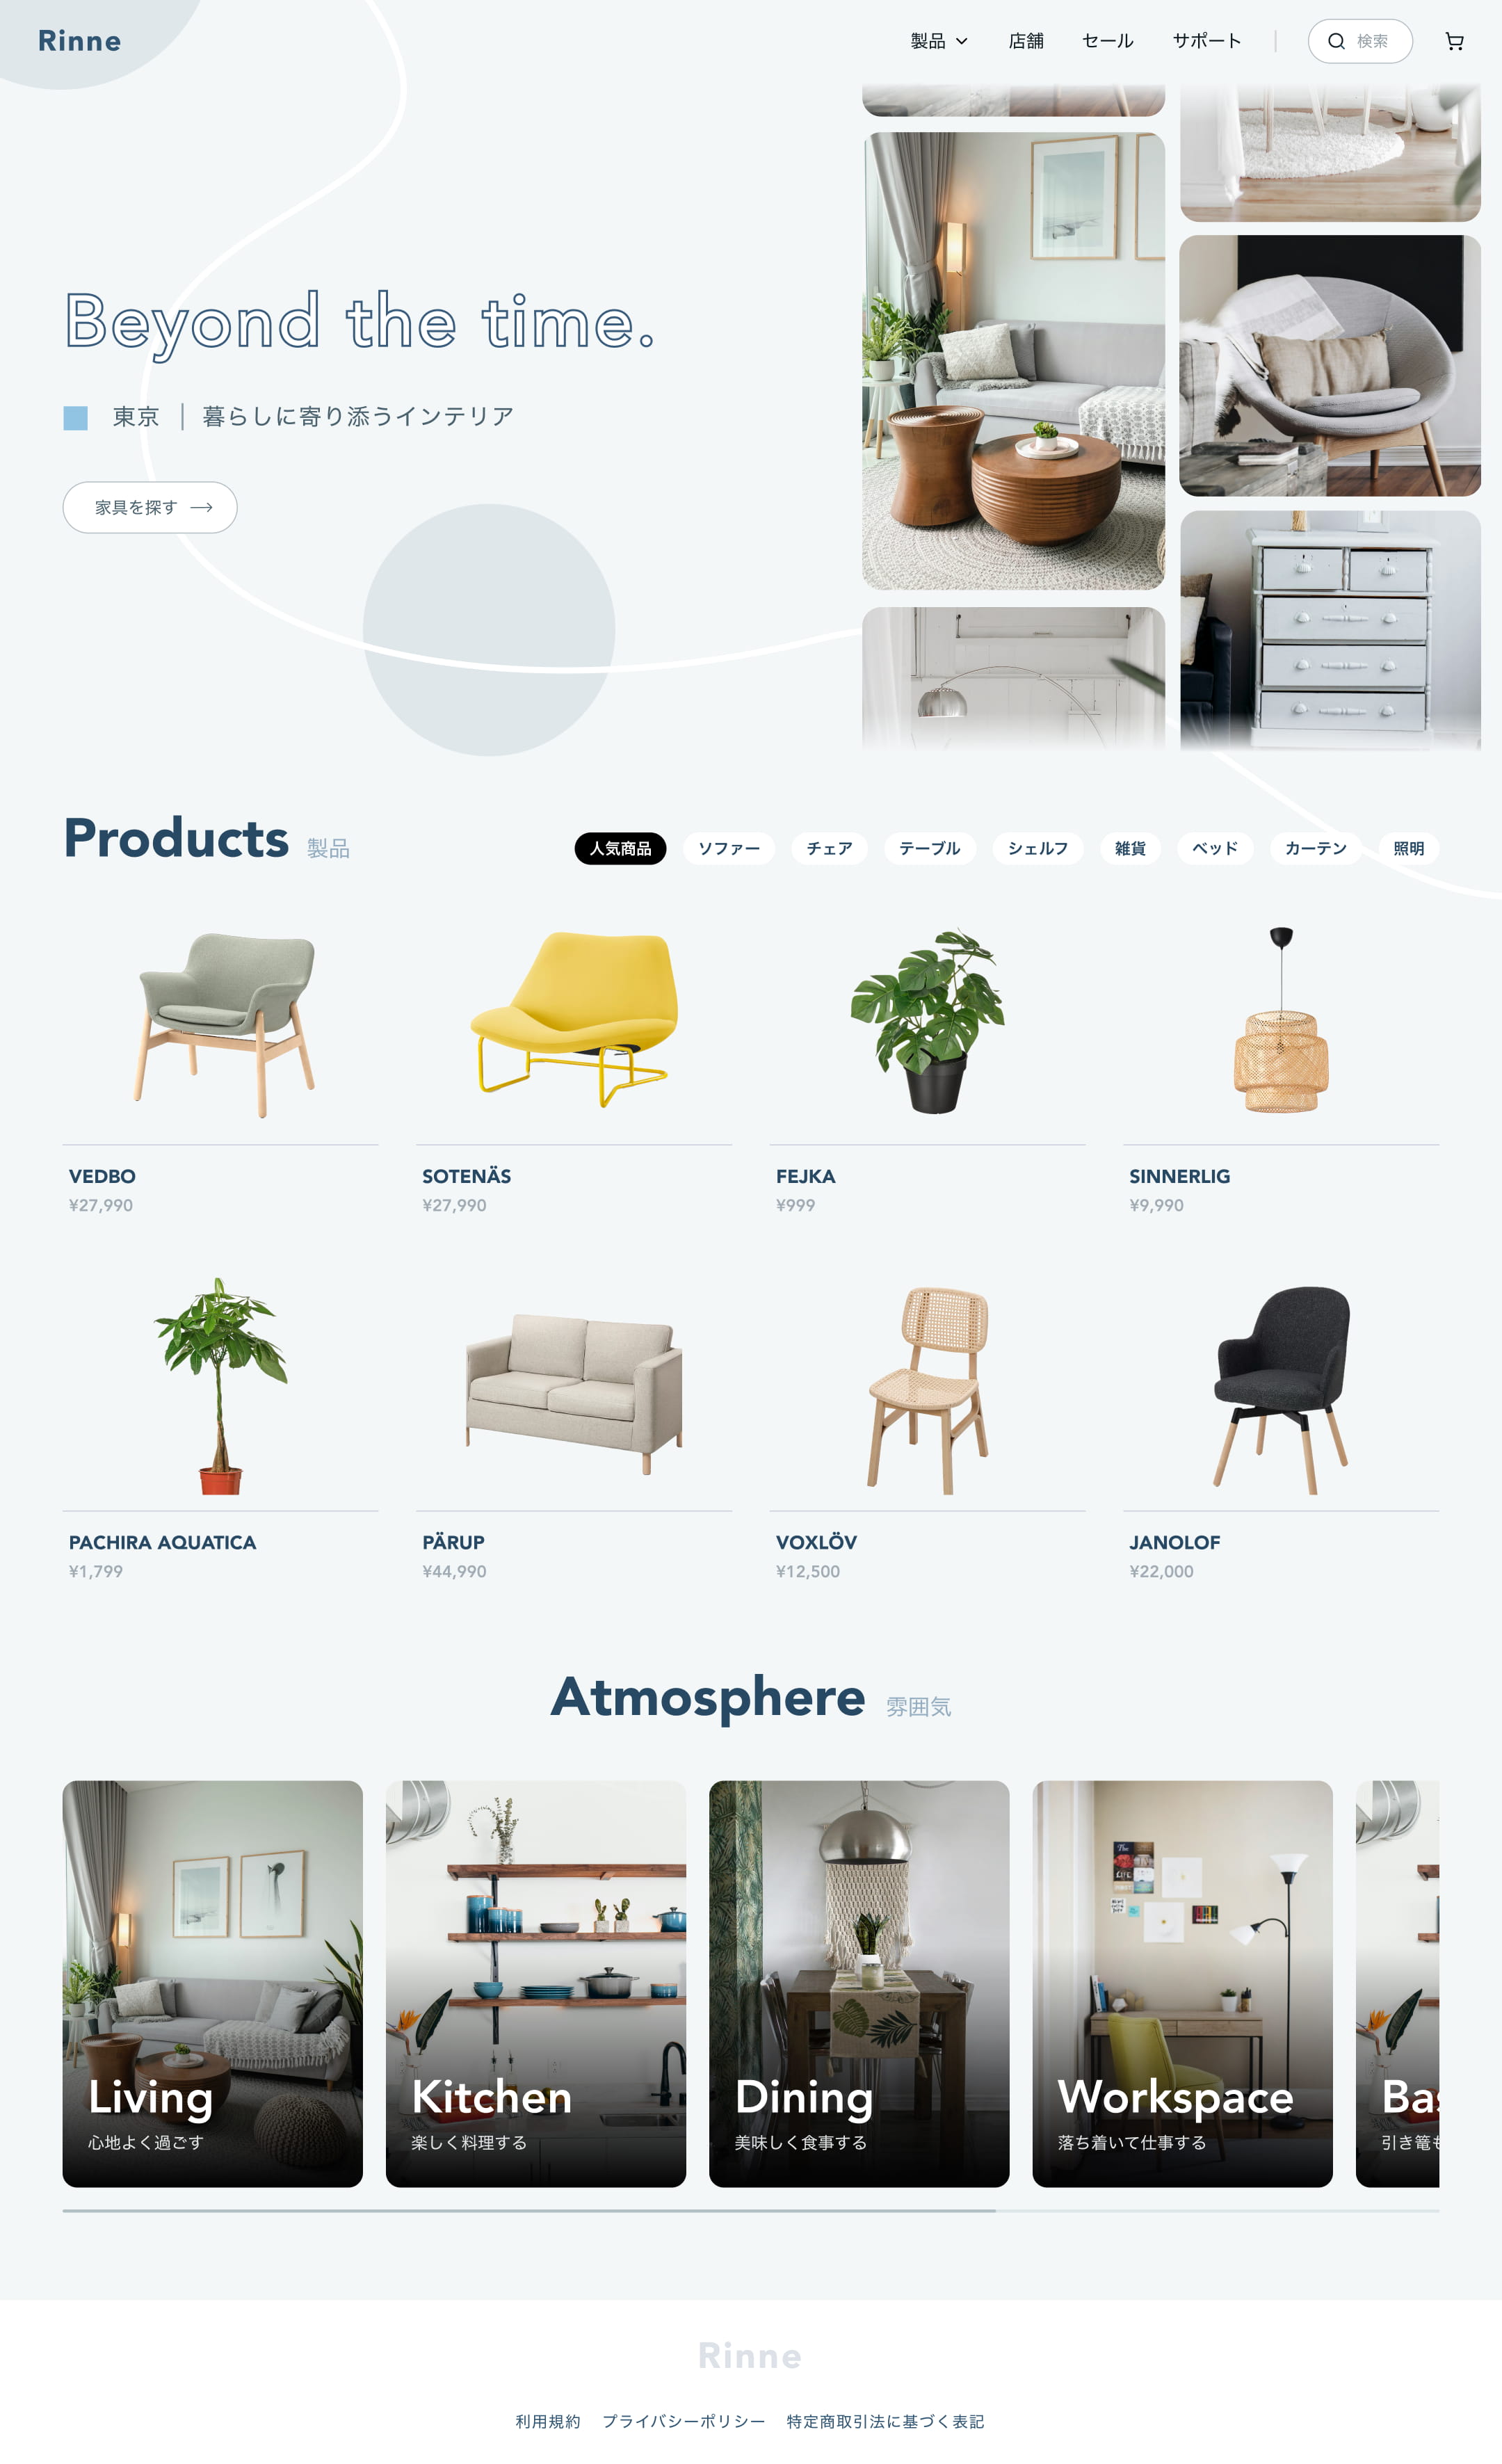 Rinne
製品 店舗 セール サポート 検索
Beyond the time.
東京 | 暮らしに寄り添うインテリア
家具を探す →
Products 製品
人気商品 ソファー チェア テーブル シェルフ 雑貨 ベッド カーテン 照明
VEDBO
¥27,990
SOTENÄS
¥27,990
FEJKA
¥999
SINNERLIG
¥9,990
PACHIRA AQUATICA
¥1,799
PÄRUP
¥44,990
VOXLÖV
¥12,500
JANOLOF
¥22,000
Atmosphere 雰囲気
Living
心地よく過ごす
Kitchen
楽しく料理する
Dining
美味しく食事する
Workspace
落ち着いて仕事する
Bas
引き篭も
Rinne
利用規約 プライバシーポリシー 特定商取引法に基づく表記